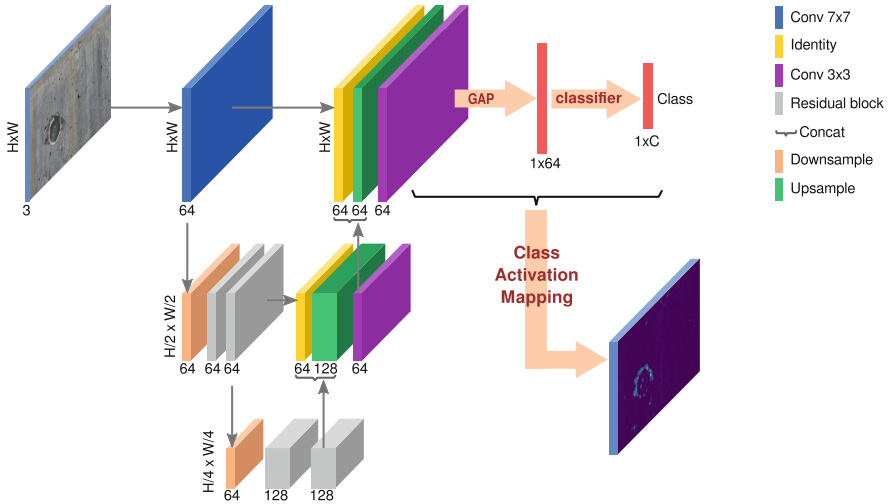 HxW
3
HxW
64
HxW
64 64 64
GAP
1x64
classifier
1xC
Class
Conv 7x7
Identity
Conv 3x3
Residual block
Concat
Downsample
Upsample
H/2 x W/2
64 64 64
64 128 64
Class
Activation
Mapping
H/4 x W/4
64 128 128